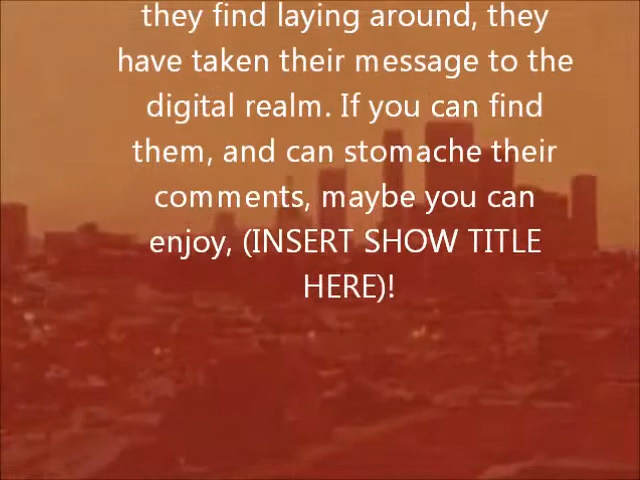 they find laying around, they
have taken their message to the
digital realm. If you can find
them, and can stomache their
comments, maybe you can
enjoy, (INSERT SHOW TITLE
HERE)!